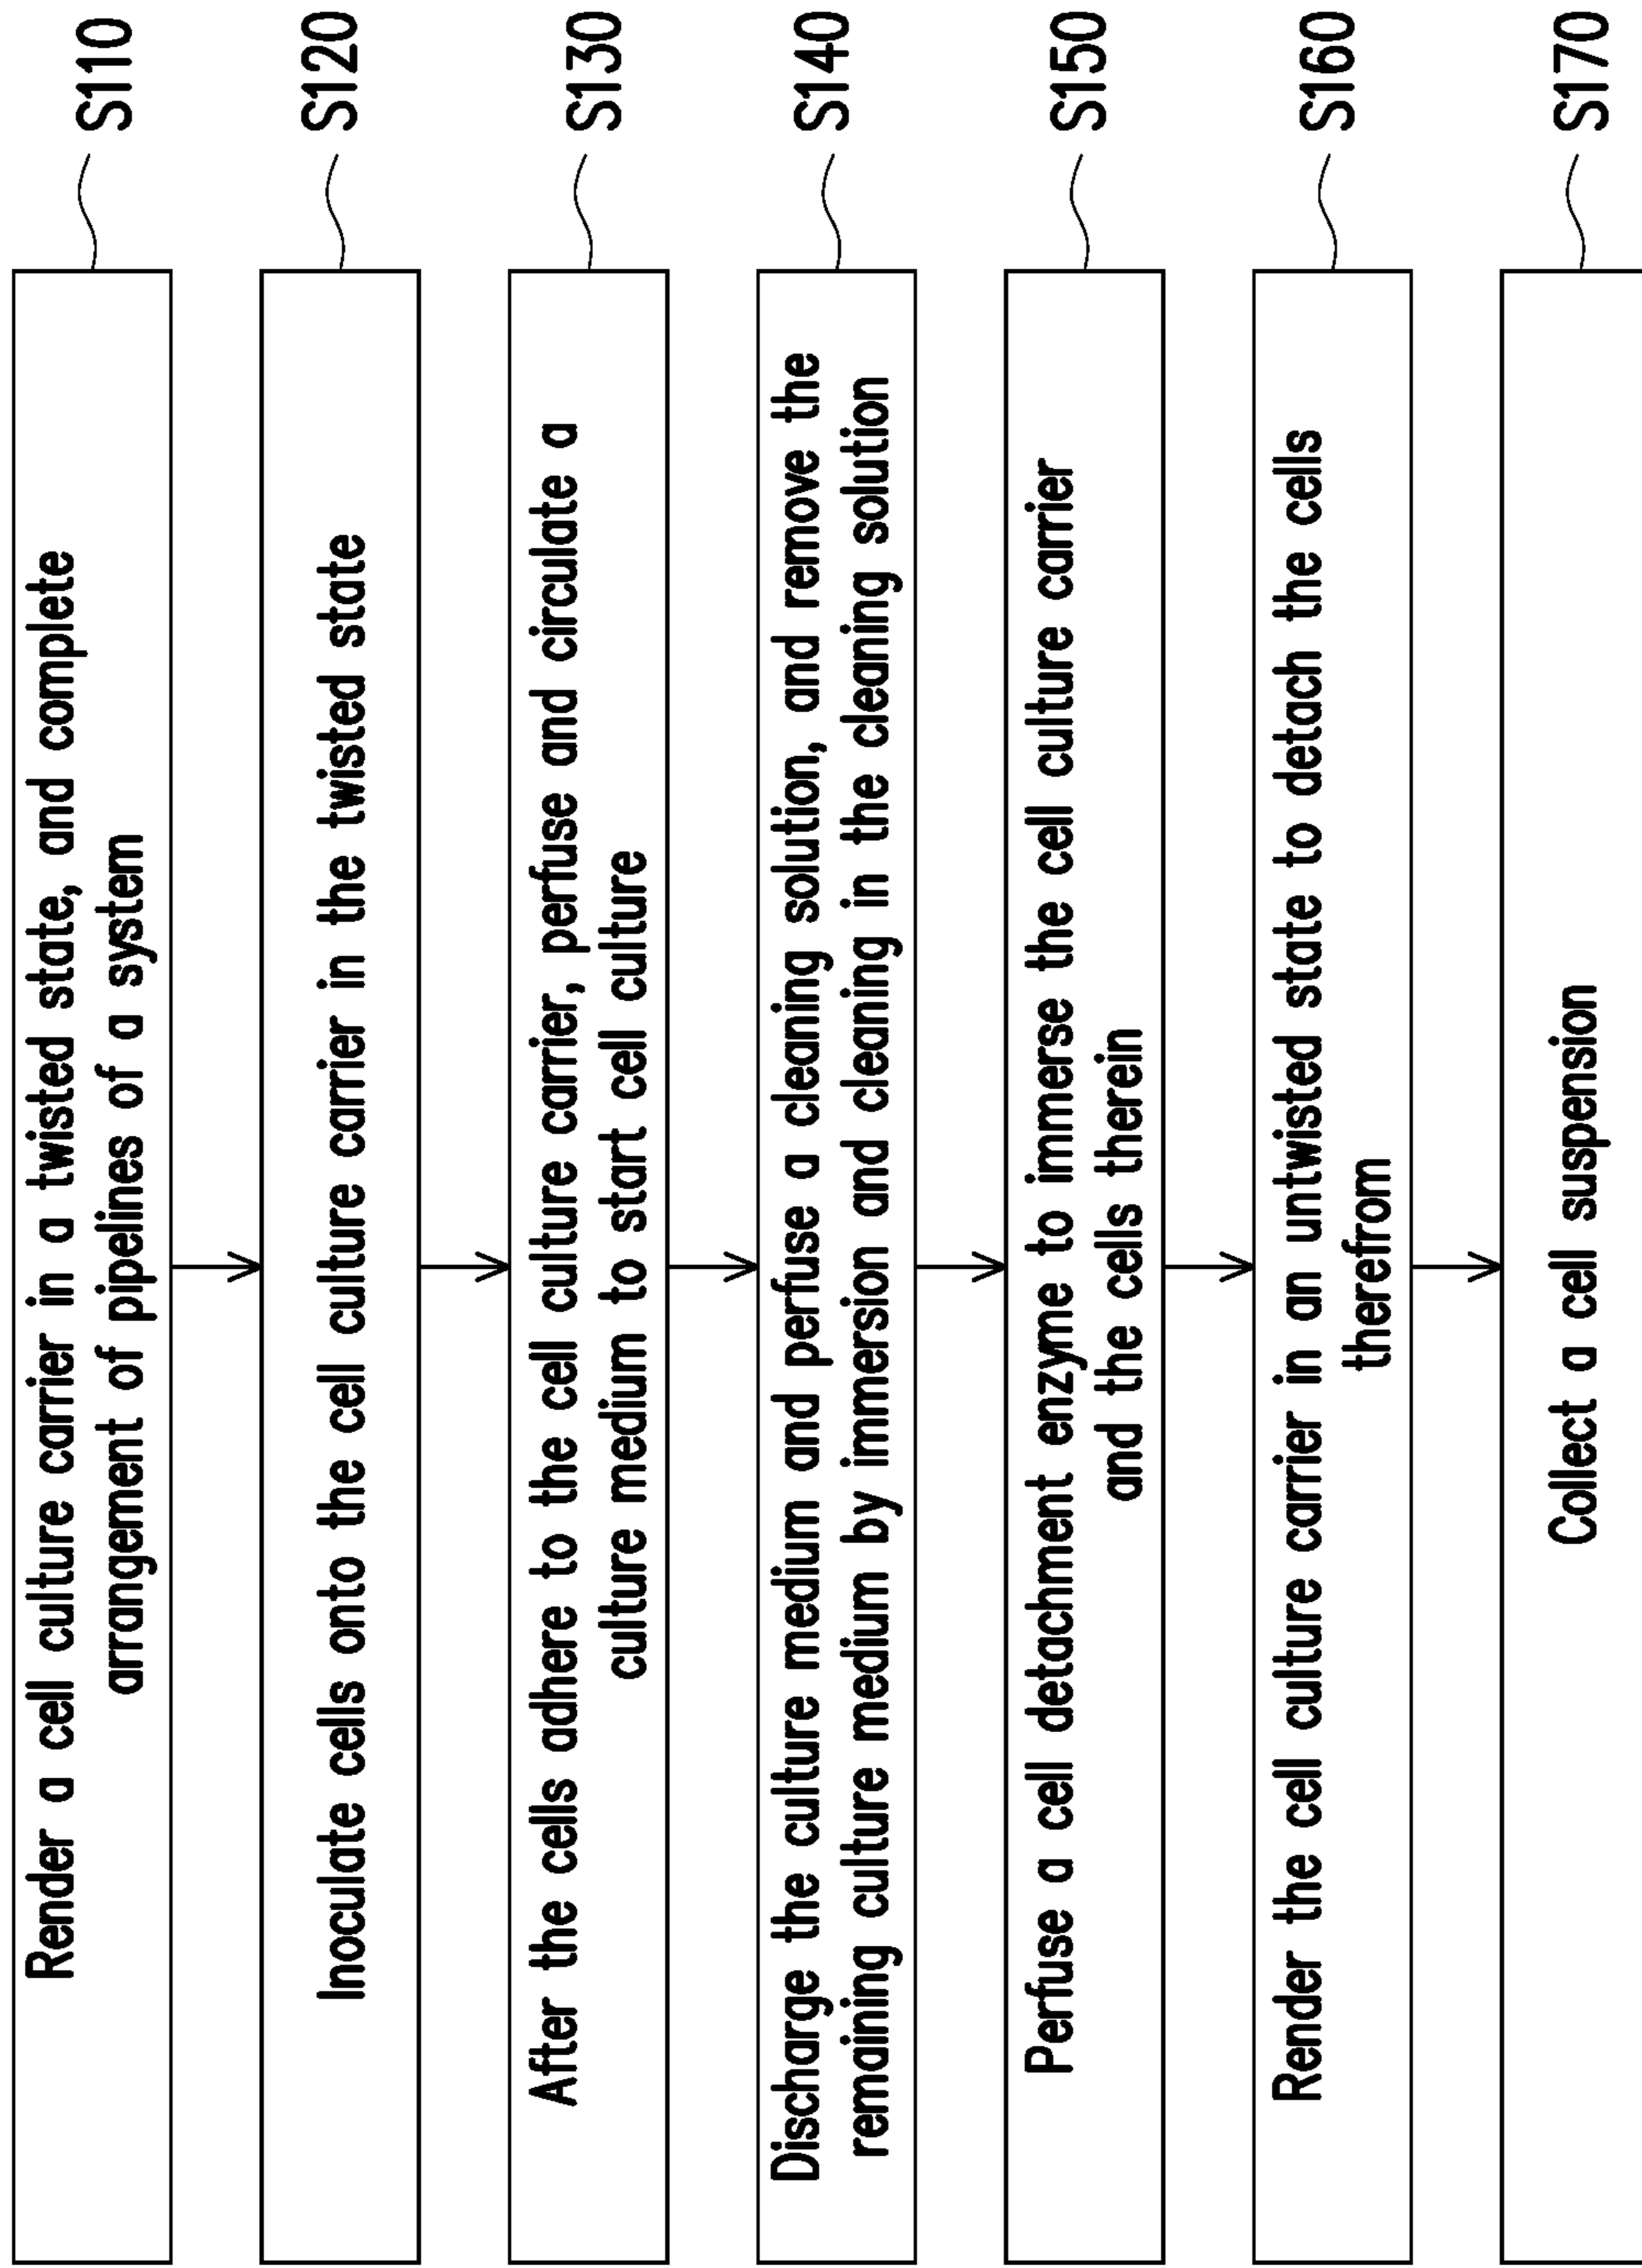 Render a cell culture carrier in a twisted state, and complete
arrangement of pipelines of a system
S110
Inoculate cells onto the cell culture carrier in the twisted state
S120
After the cells adhere to the cell culture carrier, perfuse and circulate a
culture medium to start cell culture
S130
Discharge the culture medium and perfuse a cleaning solution, and remove the
remaining culture medium by immersion and cleaning in the cleaning solution
S140
Perfuse a cell detachment enzyme to immerse the cell culture carrier
and the cells therein
S150
Render the cell culture carrier in an untwisted state to detach the cells
therefrom
S160
Collect a cell suspension
S170